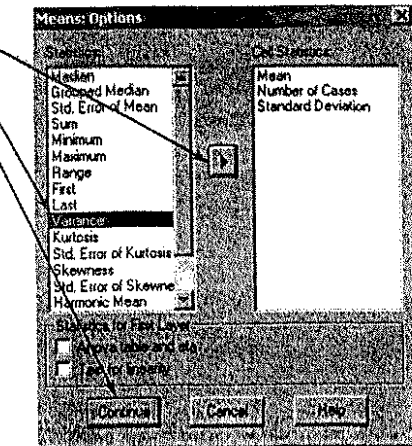 Means: Options
Statistics:
Median
Grouped Median
Std. Error of Mean
Sum
Minimum
Maximum
Range
First
Last
Variance
Kurtosis
Std. Error of Kurtosis
Skewness
Std. Error of Skewne
Harmonic Mean
Cell Statistics:
Mean
Number of Cases
Standard Deviation
Statistics for First Layer
Anova table and eta
Test for linearity
Continue
Cancel
Help